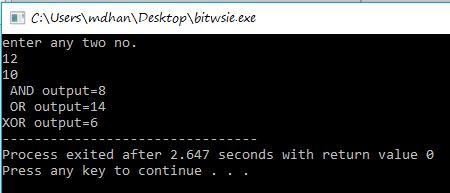 C:\Users\mdhan\Desktop\bitwsie.exe
enter any two no.
12
10
 AND output=8
 OR output=14
XOR output=6
--------------------------------
Process exited after 2.647 seconds with return value 0
Press any key to continue . . .